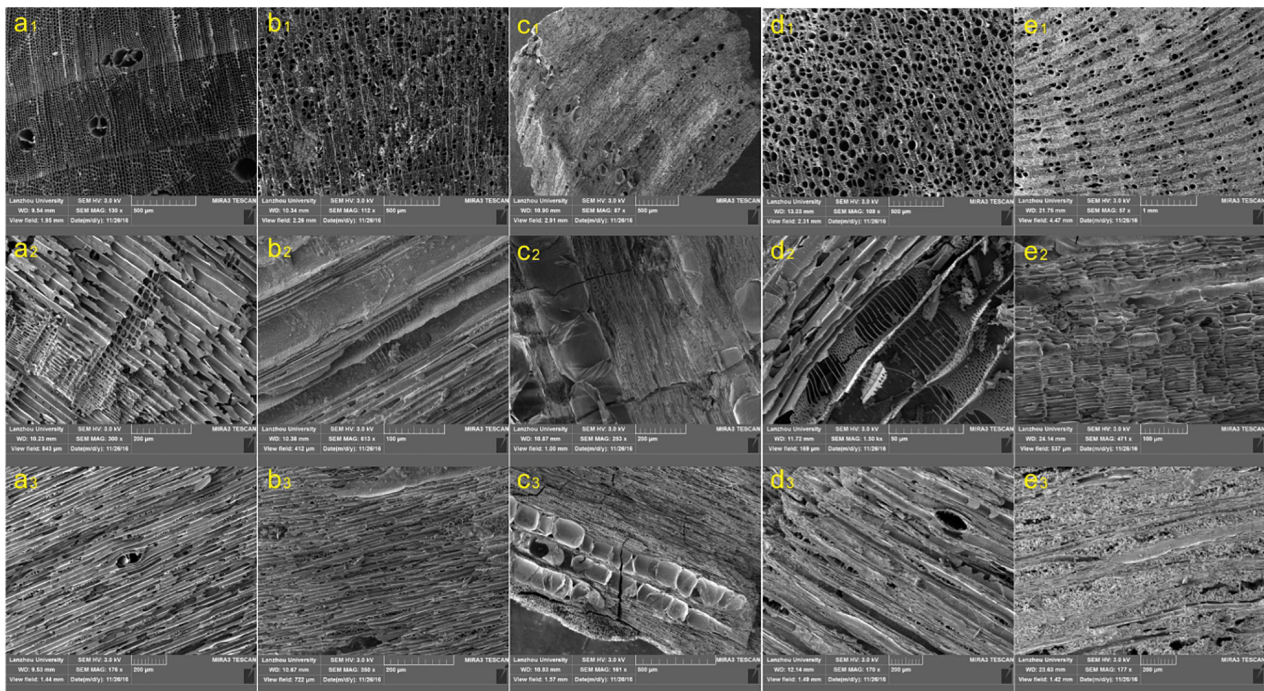 a1
b1
c1
d1
e1
Lanzhou University SEM HV: 3.0 kV MIRA3 TESCAN
WD: 9.54 mm SEM MAG: 130 x 500 µm
View field: 1.95 mm Date(m/d/y): 11/26/16
Lanzhou University SEM HV: 3.0 kV MIRA3 TESCAN
WD: 10.34 mm SEM MAG: 112 x 500 µm
View field: 2.26 mm Date(m/d/y): 11/26/16
Lanzhou University SEM HV: 3.0 kV MIRA3 TESCAN
WD: 10.90 mm SEM MAG: 87 x 500 µm
View field: 2.91 mm Date(m/d/y): 11/26/16
Lanzhou University SEM HV: 3.0 kV MIRA3 TESCAN
WD: 13.03 mm SEM MAG: 109 x 500 µm
View field: 2.31 mm Date(m/d/y): 11/26/16
Lanzhou University SEM HV: 3.0 kV MIRA3 TESCAN
WD: 21.75 mm SEM MAG: 57 x 1 mm
View field: 4.47 mm Date(m/d/y): 11/26/16
a2
b2
c2
d2
e2
Lanzhou University SEM HV: 3.0 kV MIRA3 TESCAN
WD: 10.23 mm SEM MAG: 300 x 200 µm
View field: 843 µm Date(m/d/y): 11/26/16
Lanzhou University SEM HV: 3.0 kV MIRA3 TESCAN
WD: 10.38 mm SEM MAG: 613 x 100 µm
View field: 412 µm Date(m/d/y): 11/26/16
Lanzhou University SEM HV: 3.0 kV MIRA3 TESCAN
WD: 10.87 mm SEM MAG: 253 x 200 µm
View field: 1.00 mm Date(m/d/y): 11/26/16
Lanzhou University SEM HV: 3.0 kV MIRA3 TESCAN
WD: 11.72 mm SEM MAG: 1.50 kx 50 µm
View field: 169 µm Date(m/d/y): 11/26/16
Lanzhou University SEM HV: 3.0 kV MIRA3 TESCAN
WD: 24.14 mm SEM MAG: 471 x 100 µm
View field: 537 µm Date(m/d/y): 11/26/16
a3
b3
c3
d3
e3
Lanzhou University SEM HV: 3.0 kV MIRA3 TESCAN
WD: 9.53 mm SEM MAG: 176 x 200 µm
View field: 1.44 mm Date(m/d/y): 11/26/16
Lanzhou University SEM HV: 3.0 kV MIRA3 TESCAN
WD: 10.67 mm SEM MAG: 350 x 200 µm
View field: 722 µm Date(m/d/y): 11/26/16
Lanzhou University SEM HV: 3.0 kV MIRA3 TESCAN
WD: 10.83 mm SEM MAG: 161 x 500 µm
View field: 1.57 mm Date(m/d/y): 11/26/16
Lanzhou University SEM HV: 3.0 kV MIRA3 TESCAN
WD: 12.14 mm SEM MAG: 170 x 200 µm
View field: 1.49 mm Date(m/d/y): 11/26/16
Lanzhou University SEM HV: 3.0 kV MIRA3 TESCAN
WD: 23.63 mm SEM MAG: 177 x 200 µm
View field: 1.42 mm Date(m/d/y): 11/26/16